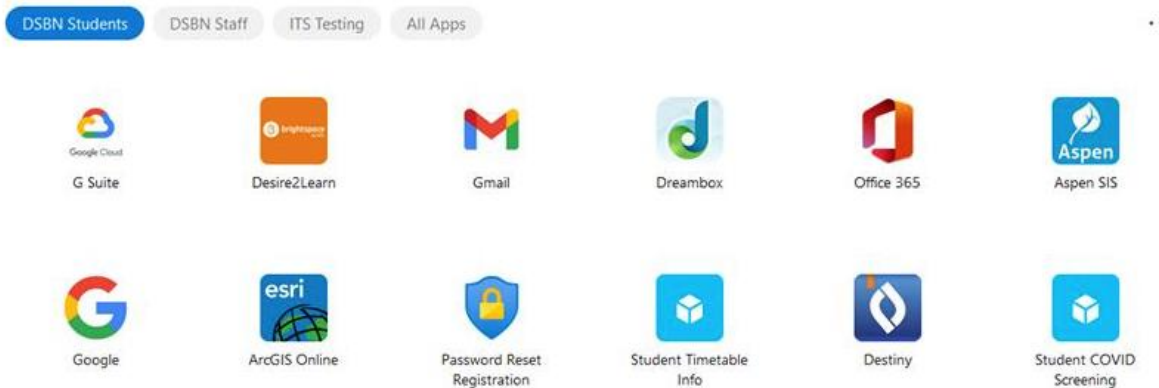 DSBN Students DSBN Staff ITS Testing All Apps
Google Cloud brightspace Aspen
G Suite Desire2Learn Gmail Dreambox Office 365 Aspen SIS
esri
Google ArcGIS Online Password Reset Student Timetable Destiny Student COVID
Registration Info Screening